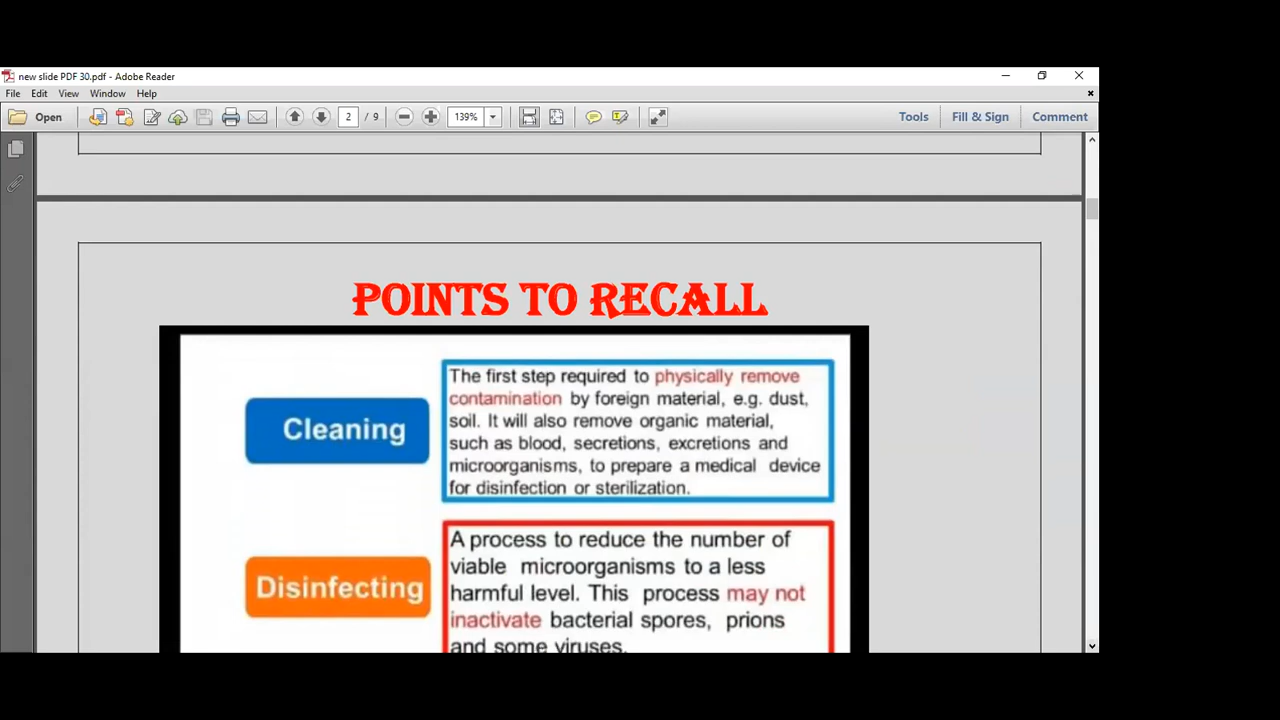 new slide PDF 30.pdf - Adobe Reader
File Edit View Window Help
Open 2 / 9 139% Tools Fill & Sign Comment
POINTS TO RECALL
Cleaning
The first step required to physically remove
contamination by foreign material, e.g. dust,
soil. It will also remove organic material,
such as blood, secretions, excretions and
microorganisms, to prepare a medical device
for disinfection or sterilization.
Disinfecting
A process to reduce the number of
viable microorganisms to a less
harmful level. This process may not
inactivate bacterial spores, prions
and some viruses.